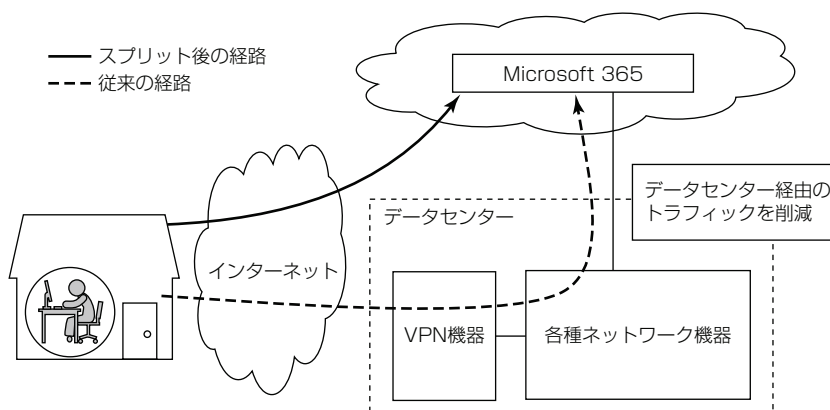 スプリット後の経路
従来の経路
Microsoft 365
データセンター経由の
トラフィックを削減
データセンター
インターネット
VPN機器
各種ネットワーク機器